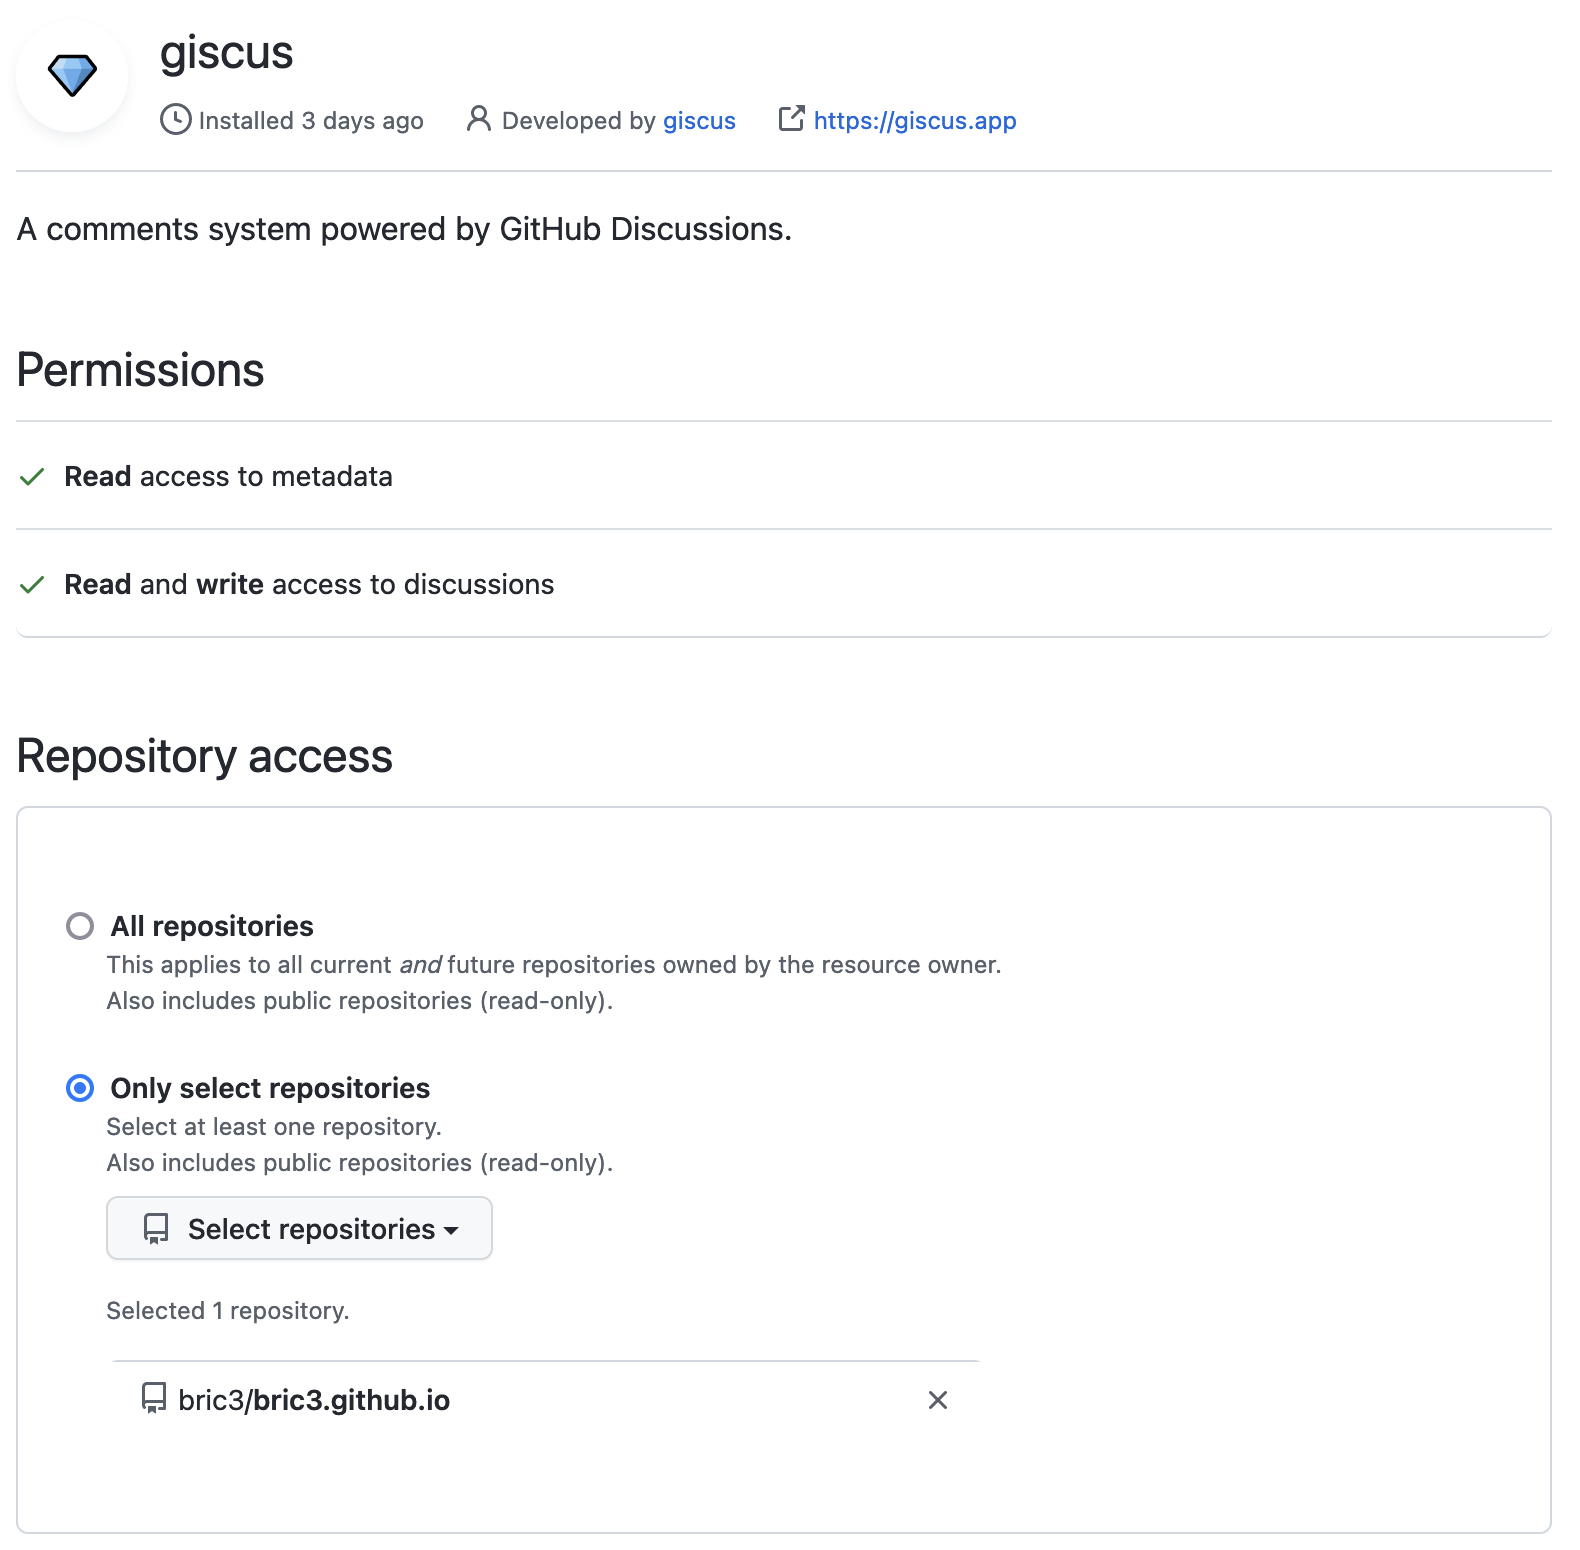 giscus
Installed 3 days ago Developed by giscus https://giscus.app
A comments system powered by GitHub Discussions.
Permissions
Read access to metadata
Read and write access to discussions
Repository access
All repositories
This applies to all current and future repositories owned by the resource owner.
Also includes public repositories (read-only).
Only select repositories
Select at least one repository.
Also includes public repositories (read-only).
Select repositories
Selected 1 repository.
bric3/bric3.github.io